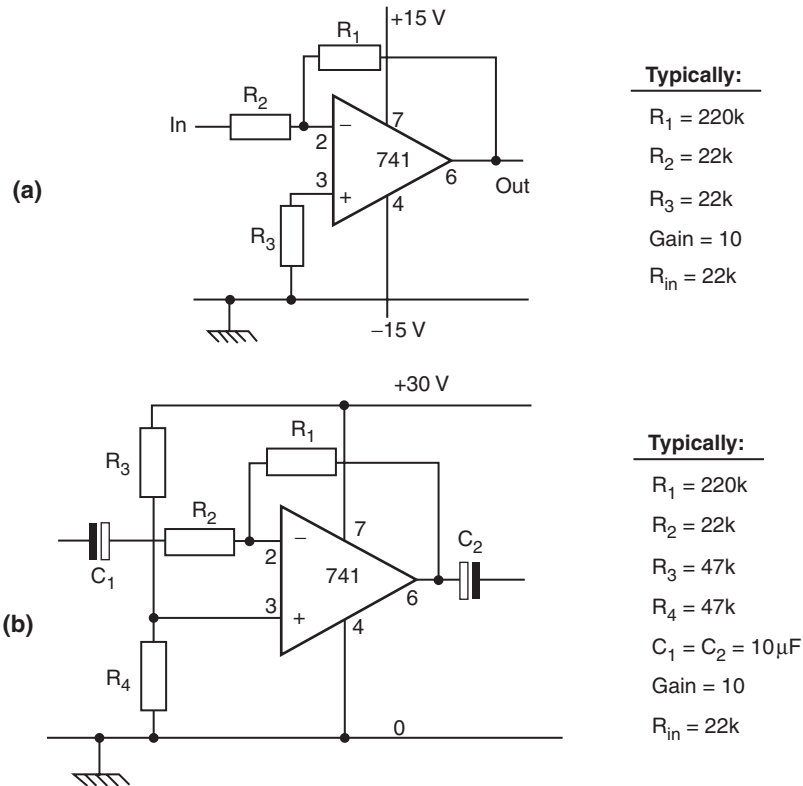 +15 V
R1
R2
In
−
2
7
741
6
Out
3
+
4
R3
(a)
−15 V
Typically:
R1 = 220k
R2 = 22k
R3 = 22k
Gain = 10
Rin = 22k
+30 V
R3
R1
R2
C1
−
2
7
741
6
C2
3
+
4
R4
(b)
0
Typically:
R1 = 220k
R2 = 22k
R3 = 47k
R4 = 47k
C1 = C2 = 10 µF
Gain = 10
Rin = 22k